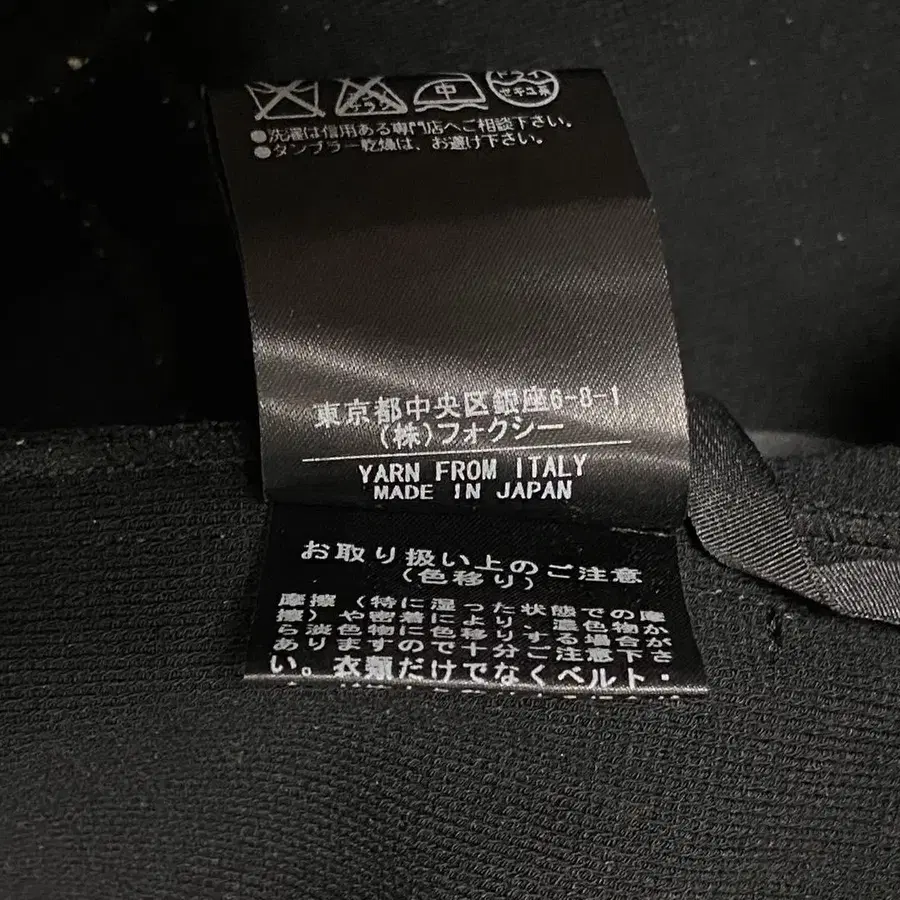 エンソ サラシ
中
ドライ
セキユ系
●洗濯は信用ある専門店へご相談下さい。
●タンブラー乾燥は、お避け下さい。
東京都中央区銀座6-8-1
(株)フォクシー
YARN FROM ITALY
MADE IN JAPAN
お取り扱い上のご注意
(色移り)
摩擦(特に湿った状態での摩
擦)や密着により、濃色物か
ら淡色物に色移りする場合が
ありますので十分ご注意下さ
い。衣類だけでなくベルト・